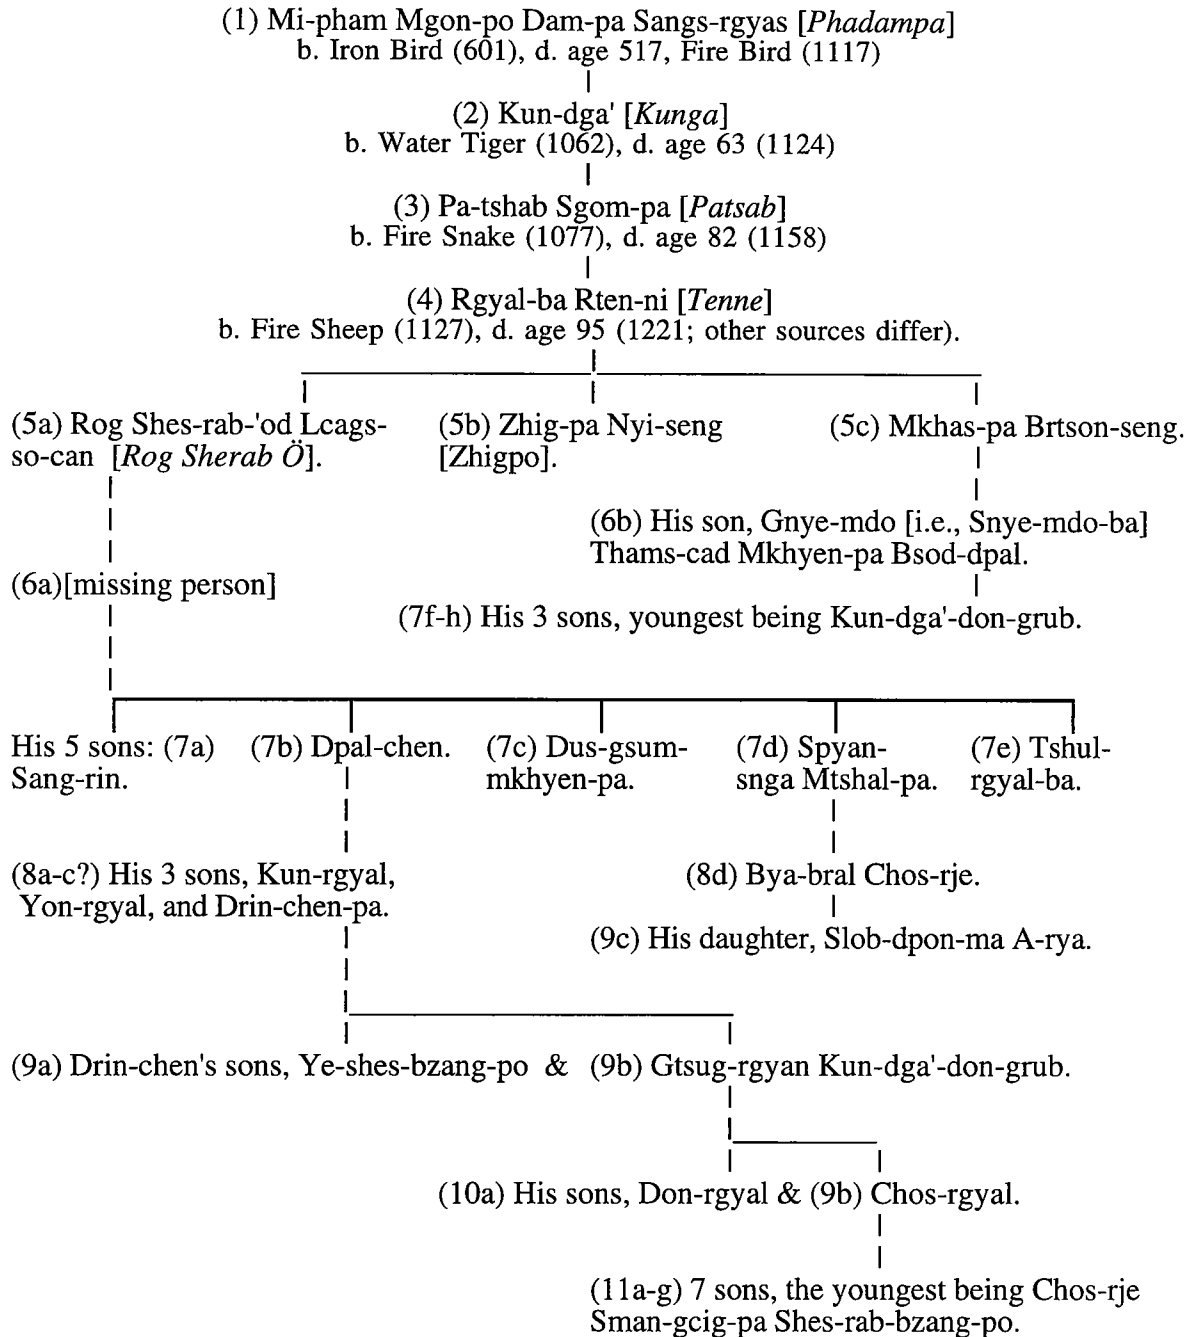 (1) Mi-pham Mgon-po Dam-pa Sangs-rgyas [Phadampa]
b. Iron Bird (601), d. age 517, Fire Bird (1117)
(2) Kun-dga' [Kunga]
b. Water Tiger (1062), d. age 63 (1124)
(3) Pa-tshab Sgom-pa [Patsab]
b. Fire Snake (1077), d. age 82 (1158)
(4) Rgyal-ba Rten-ni [Tenne]
b. Fire Sheep (1127), d. age 95 (1221; other sources differ).
(5a) Rog Shes-rab-'od Lcags-
so-can [Rog Sherab Ö].
(5b) Zhig-pa Nyi-seng
[Zhigpo].
(5c) Mkhas-pa Brtson-seng.
(6b) His son, Gnye-mdo [i.e., Snye-mdo-ba]
Thams-cad Mkhyen-pa Bsod-dpal.
(6a)[missing person]
(7f-h) His 3 sons, youngest being Kun-dga'-don-grub.
His 5 sons: (7a)
Sang-rin.
(7b) Dpal-chen.
(7c) Dus-gsum-
mkhyen-pa.
(7d) Spyan-
snga Mtshal-pa.
(7e) Tshul-
rgyal-ba.
(8a-c?) His 3 sons, Kun-rgyal,
Yon-rgyal, and Drin-chen-pa.
(8d) Bya-bral Chos-rje.
(9c) His daughter, Slob-dpon-ma A-rya.
(9a) Drin-chen's sons, Ye-shes-bzang-po & (9b) Gtsug-rgyan Kun-dga'-don-grub.
(10a) His sons, Don-rgyal & (9b) Chos-rgyal.
(11a-g) 7 sons, the youngest being Chos-rje
Sman-gcig-pa Shes-rab-bzang-po.